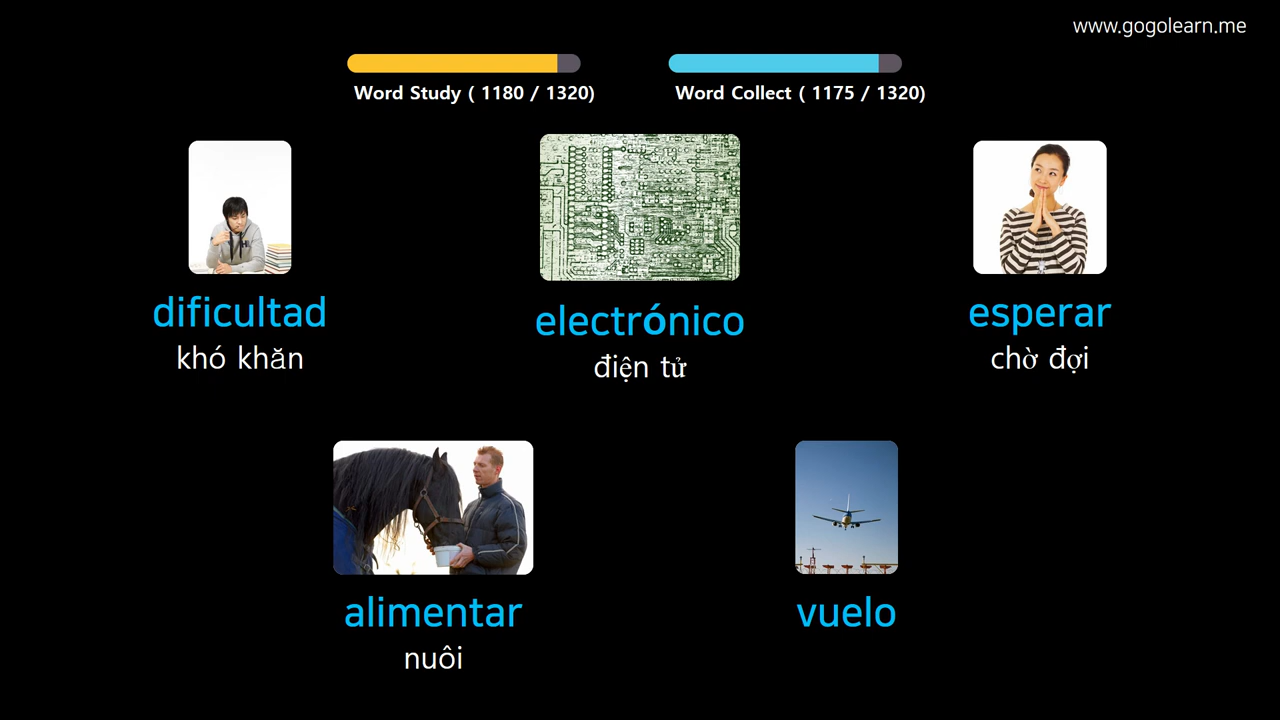 www.gogolearn.me
Word Study ( 1180 / 1320)
Word Collect ( 1175 / 1320)
dificultad
khó khăn
electrónico
điện tử
esperar
chờ đợi
alimentar
nuôi
vuelo